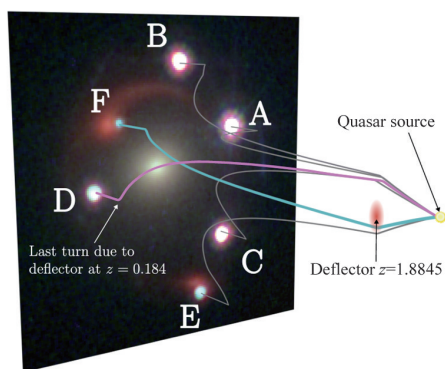 B
A
F
Quasar source
D
Last turn due to
deflector at z = 0.184
C
Deflector z=1.8845
E